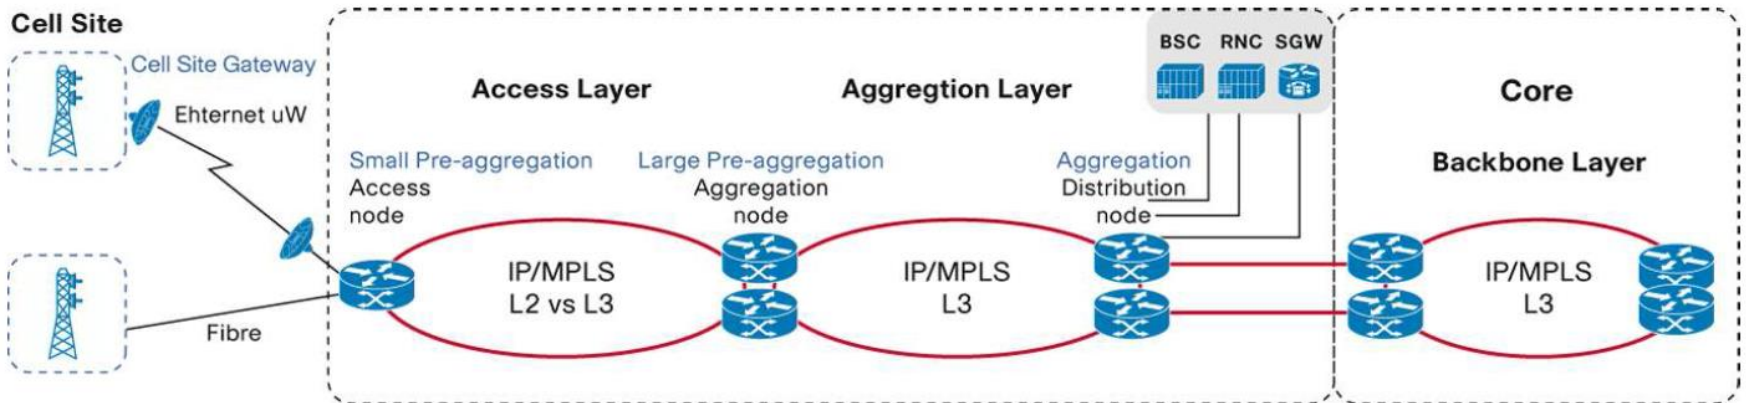 Cell Site
Cell Site Gateway
Ehternet uW
Fibre
Access Layer
Small Pre-aggregation
Access
node
IP/MPLS
L2 vs L3
Aggregtion Layer
Large Pre-aggregation
Aggregation
node
IP/MPLS
L3
BSC RNC SGW
Aggregation
Distribution
node
Core
Backbone Layer
IP/MPLS
L3